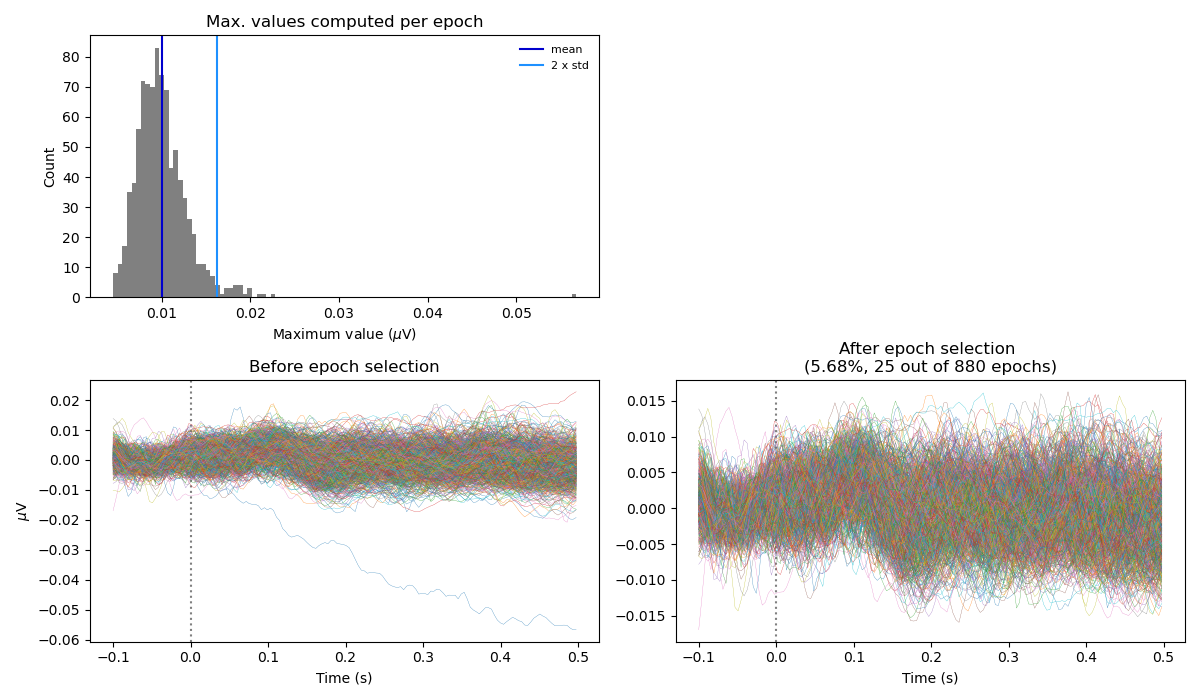 Max. values computed per epoch
mean
2 x std
Count
80
70
60
50
40
30
20
10
0
0.01 0.02 0.03 0.04 0.05
Maximum value (μV)
Before epoch selection
μV
0.02
0.01
0.00
−0.01
−0.02
−0.03
−0.04
−0.05
−0.06
−0.1 0.0 0.1 0.2 0.3 0.4 0.5
Time (s)
After epoch selection
(5.68%, 25 out of 880 epochs)
0.015
0.010
0.005
0.000
−0.005
−0.010
−0.015
−0.1 0.0 0.1 0.2 0.3 0.4 0.5
Time (s)